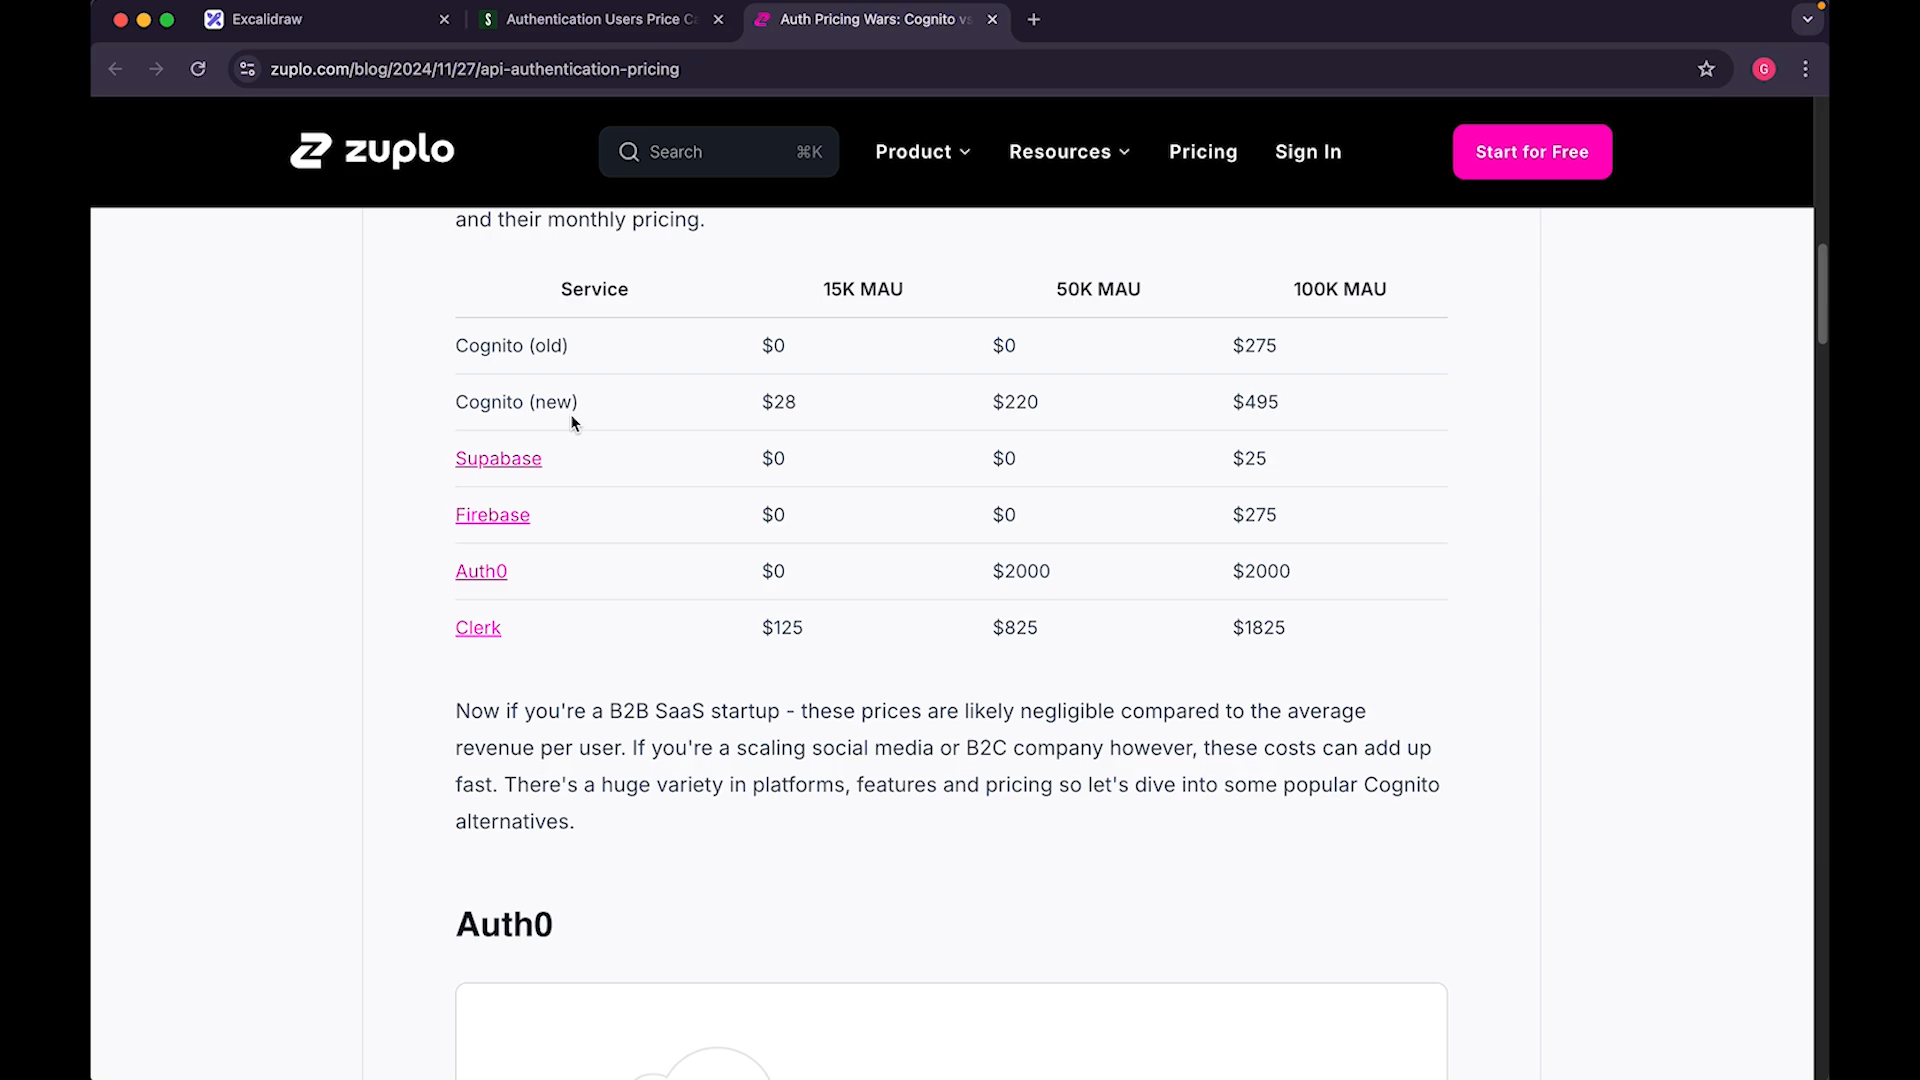 Excalidraw
Authentication Users Price C
Auth Pricing Wars: Cognito vs
zuplo.com/blog/2024/11/27/api-authentication-pricing
G
zuplo
Search ⌘K
Product
Resources
Pricing
Sign In
Start for Free
and their monthly pricing.
Service 15K MAU 50K MAU 100K MAU
Cognito (old) $0 $0 $275
Cognito (new) $28 $220 $495
Supabase $0 $0 $25
Firebase $0 $0 $275
Auth0 $0 $2000 $2000
Clerk $125 $825 $1825
Now if you're a B2B SaaS startup - these prices are likely negligible compared to the average
revenue per user. If you're a scaling social media or B2C company however, these costs can add up
fast. There's a huge variety in platforms, features and pricing so let's dive into some popular Cognito
alternatives.
Auth0